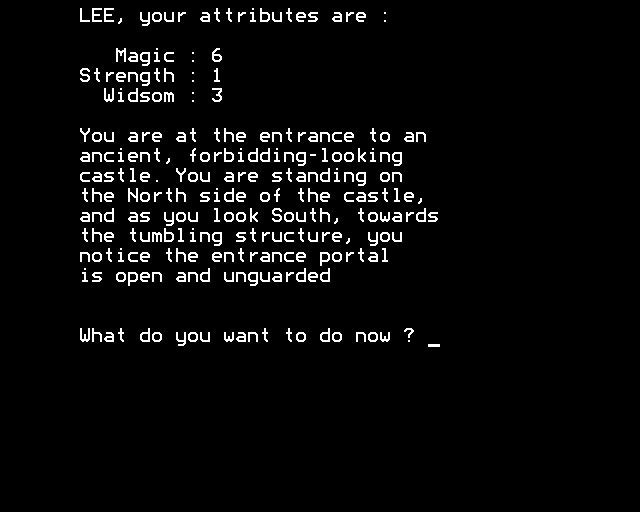 LEE, your attributes are :
Magic : 6
Strength : 1
Widsom : 3
You are at the entrance to an
ancient, forbidding-looking
castle. You are standing on
the North side of the castle,
and as you look South, towards
the tumbling structure, you
notice the entrance portal
is open and unguarded
What do you want to do now ? _